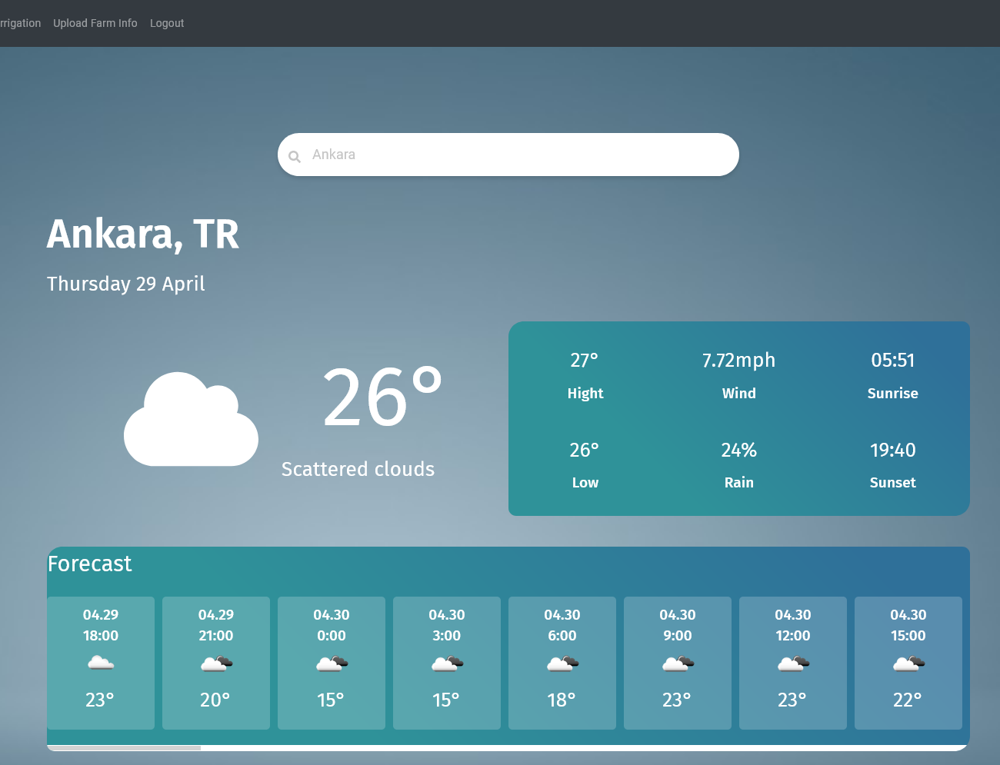 rrigation Upload Farm Info Logout
Ankara
Ankara, TR
Thursday 29 April
26°
Scattered clouds
27° 7.72mph 05:51
Hight Wind Sunrise
26° 24% 19:40
Low Rain Sunset
Forecast
04.29 04.29 04.30 04.30 04.30 04.30 04.30 04.30
18:00 21:00 0:00 3:00 6:00 9:00 12:00 15:00
23° 20° 15° 15° 18° 23° 23° 22°